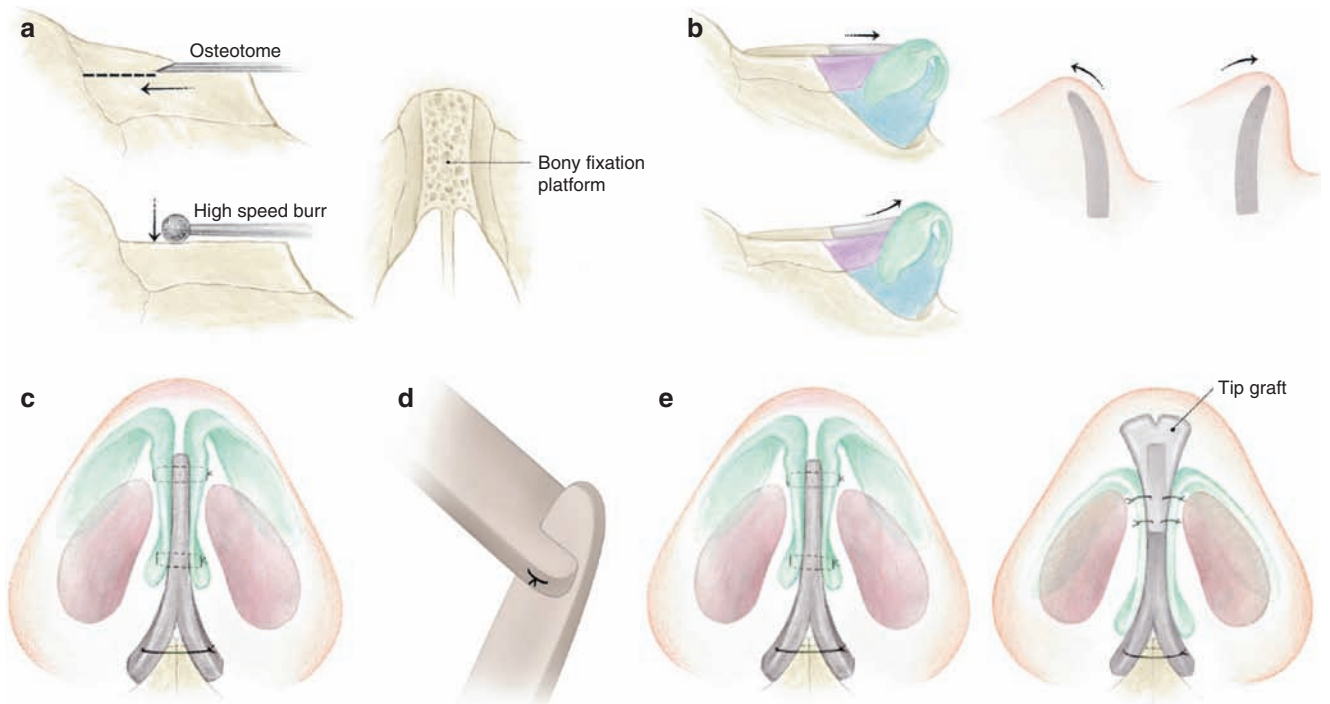 a
Osteotome
High speed burr
Bony fixation
platform
b
c
d
e
Tip graft